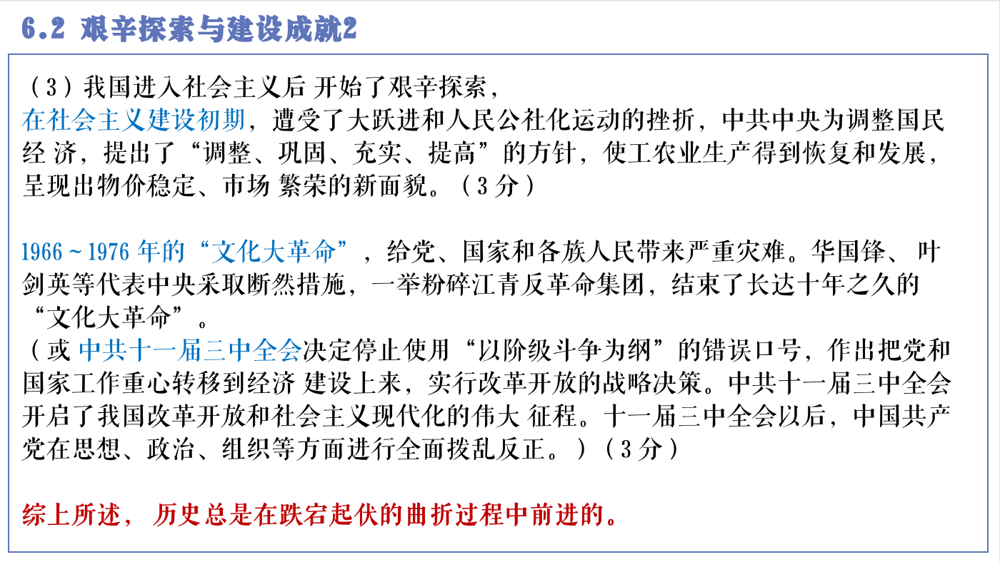 6.2 艰辛探索与建设成就2
（3）我国进入社会主义后 开始了艰辛探索，
在社会主义建设初期，遭受了大跃进和人民公社化运动的挫折，中共中央为调整国民
经 济，提出了“调整、巩固、充实、提高”的方针，使工农业生产得到恢复和发展，
呈现出物价稳定、市场 繁荣的新面貌。（3 分）
1966～1976 年的“文化大革命”，给党、国家和各族人民带来严重灾难。华国锋、 叶
剑英等代表中央采取断然措施，一举粉碎江青反革命集团，结束了长达十年之久的
“文化大革命”。
（或 中共十一届三中全会决定停止使用“以阶级斗争为纲”的错误口号，作出把党和
国家工作重心转移到经济 建设上来，实行改革开放的战略决策。中共十一届三中全会
开启了我国改革开放和社会主义现代化的伟大 征程。十一届三中全会以后，中国共产
党在思想、政治、组织等方面进行全面拨乱反正。）（3 分）
综上所述， 历史总是在跌宕起伏的曲折过程中前进的。